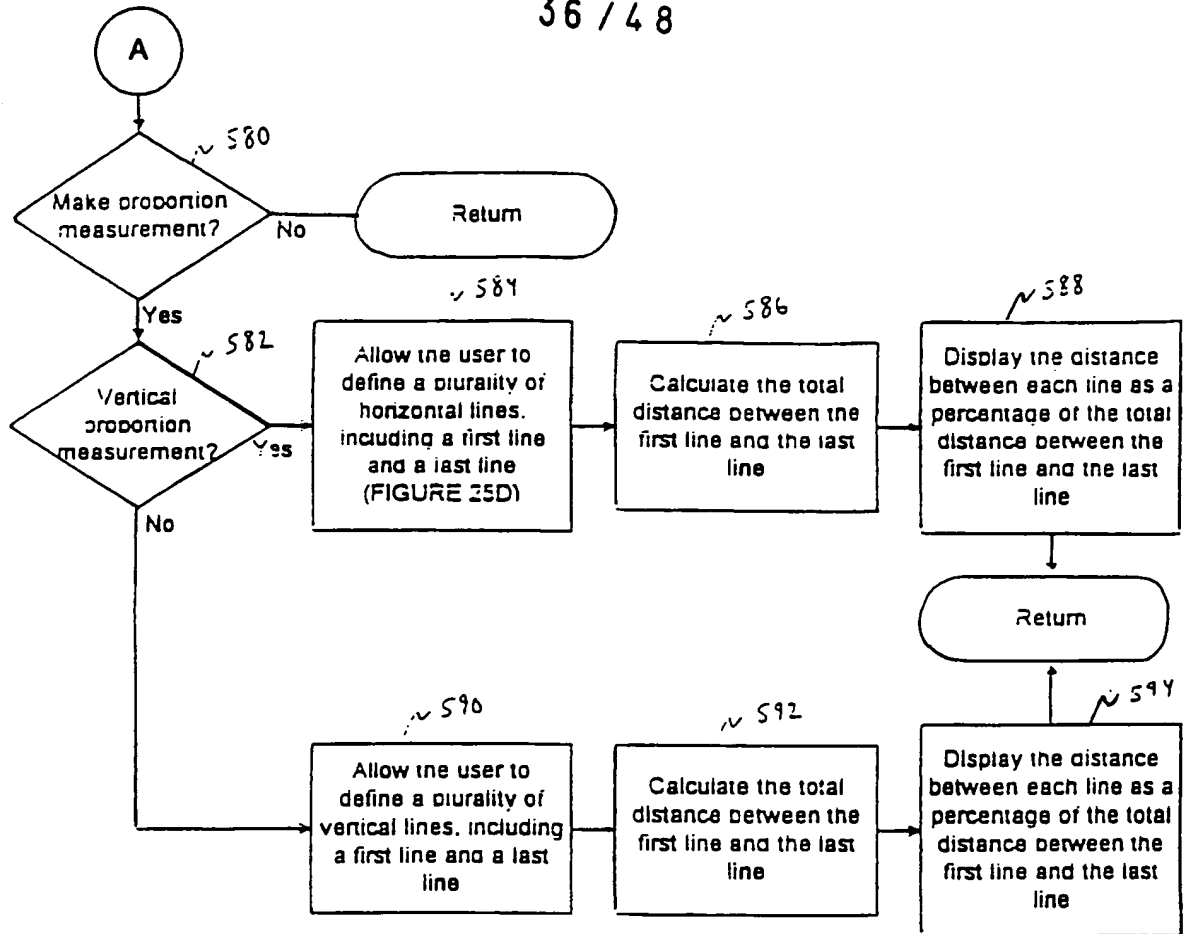 36/48
A
580
Make proportion
measurement?
No
Return
Yes
582
Vertical
proportion
measurement?
Yes
No
584
Allow the user to
define a plurality of
horizontal lines,
including a first line
and a last line
(FIGURE 25D)
586
Calculate the total
distance between the
first line and the last
line
588
Display the distance
between each line as a
percentage of the total
distance between the
first line and the last
line
Return
590
Allow the user to
define a plurality of
vertical lines, including
a first line and a last
line
592
Calculate the total
distance between the
first line and the last
line
594
Display the distance
between each line as a
percentage of the total
distance between the
first line and the last
line